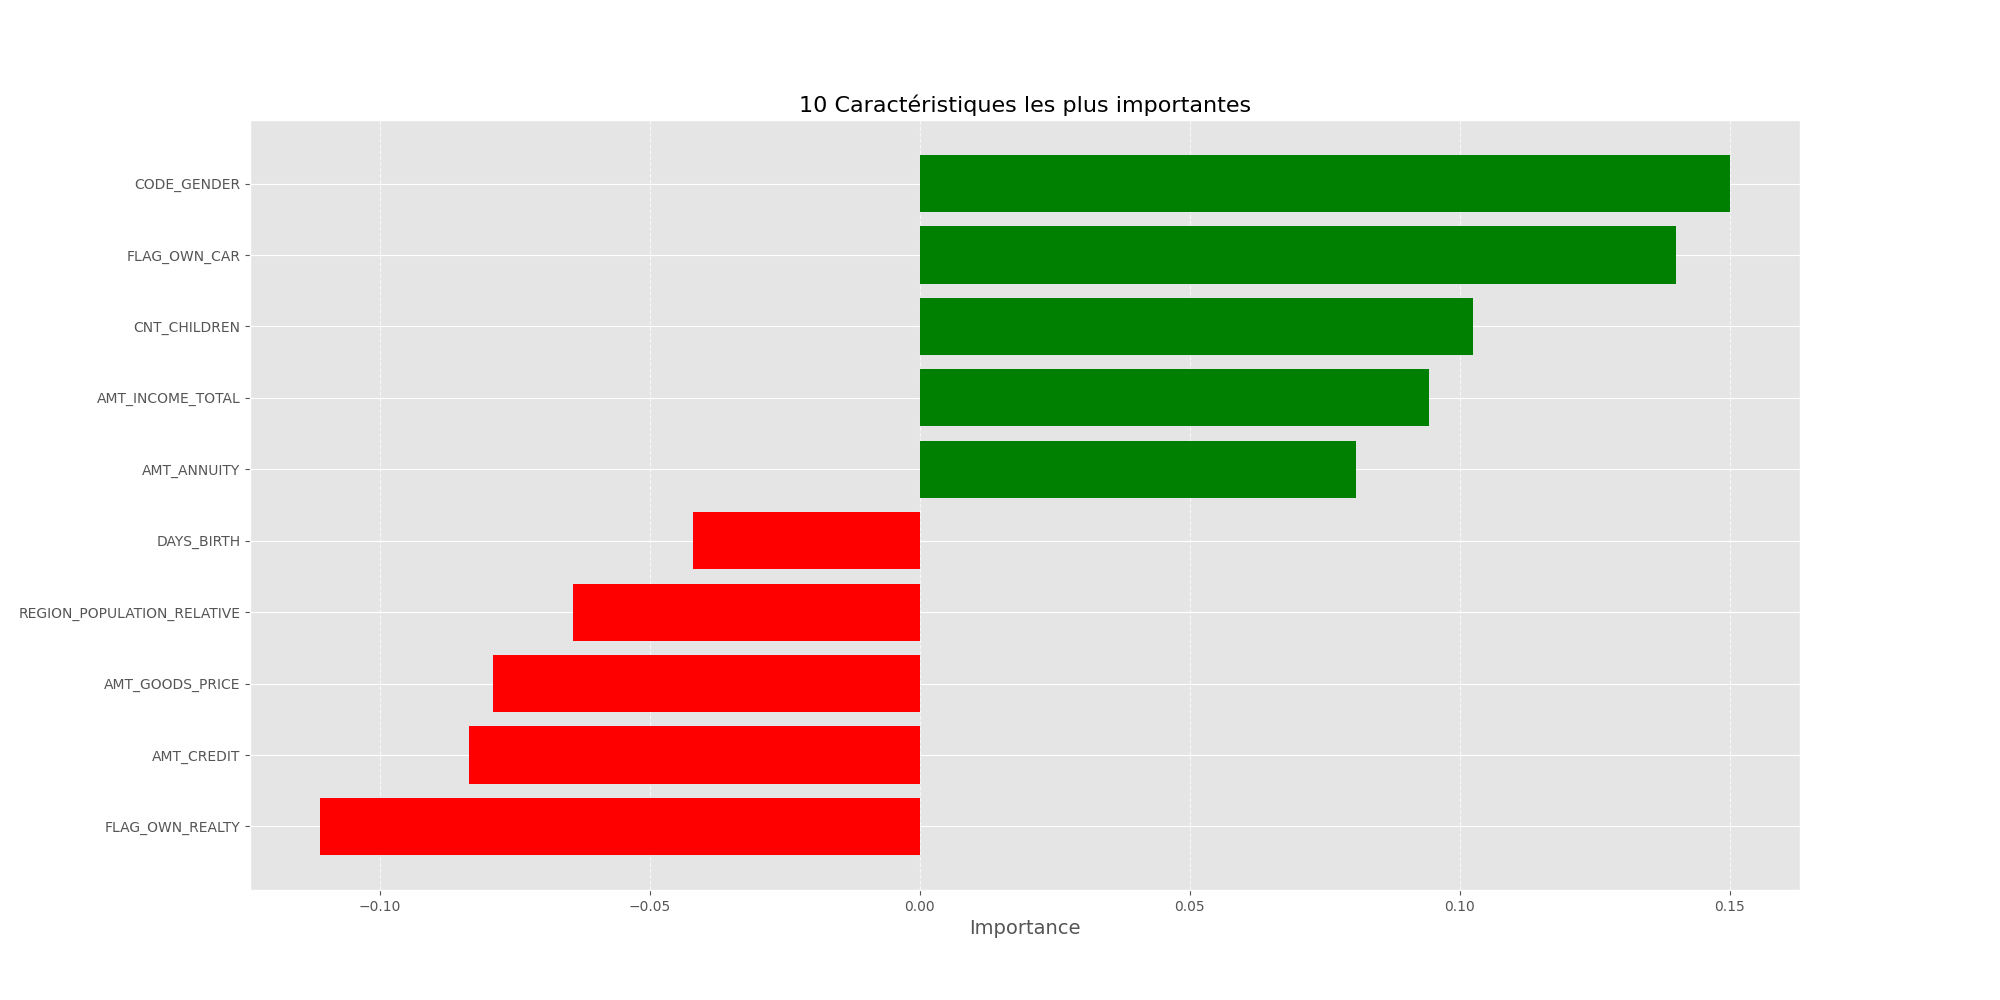 10 Caractéristiques les plus importantes
CODE_GENDER
FLAG_OWN_CAR
CNT_CHILDREN
AMT_INCOME_TOTAL
AMT_ANNUITY
DAYS_BIRTH
REGION_POPULATION_RELATIVE
AMT_GOODS_PRICE
AMT_CREDIT
FLAG_OWN_REALTY
−0.10 −0.05 0.00 0.05 0.10 0.15
Importance